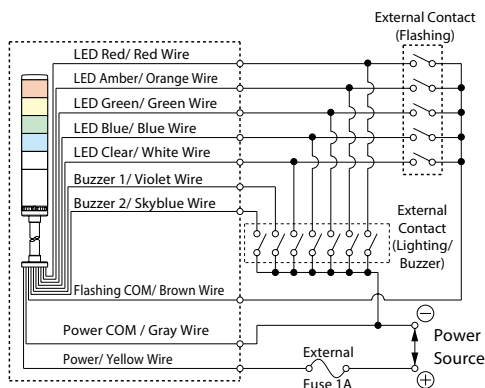 External Contact
(Flashing)
LED Red/ Red Wire
LED Amber/ Orange Wire
LED Green/ Green Wire
LED Blue/ Blue Wire
LED Clear/ White Wire
Buzzer 1/ Violet Wire
Buzzer 2/ Skyblue Wire
External
Contact
(Lighting/
Buzzer)
Flashing COM/ Brown Wire
Power COM / Gray Wire
Power/ Yellow Wire
External
Fuse 1A
Power
Source